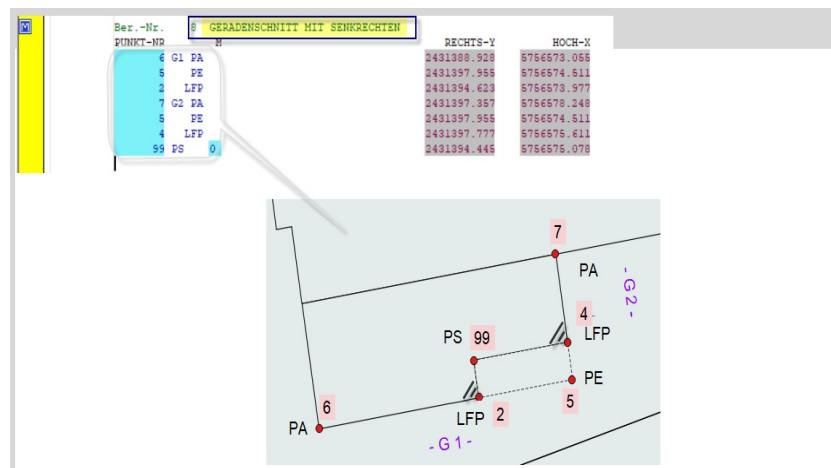 M
Ber.-Nr. 8 GERADENSCHNITT MIT SENKRECHTEN
PUNKT-NR M RECHTS-Y HOCH-X
6 G1 PA 2431388.928 5756573.055
5 PE 2431397.955 5756574.511
2 LFP 2431394.623 5756573.977
7 G2 PA 2431397.357 5756578.248
5 PE 2431397.955 5756574.511
4 LFP 2431397.777 5756575.611
99 PS 0 2431394.445 5756575.078
7
PA
- G 2 -
4
LFP
PS 99
PE
5
6
PA
LFP 2
- G 1 -